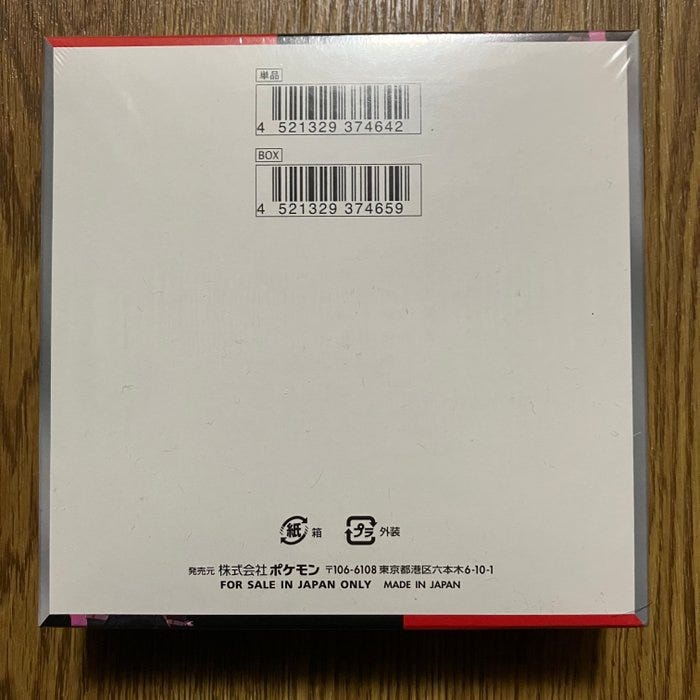 単品
4 521329 374642
BOX
4 521329 374659
紙 箱 プラ 外装
発売元 株式会社ポケモン 〒106-6108 東京都港区六本木6-10-1
FOR SALE IN JAPAN ONLY MADE IN JAPAN